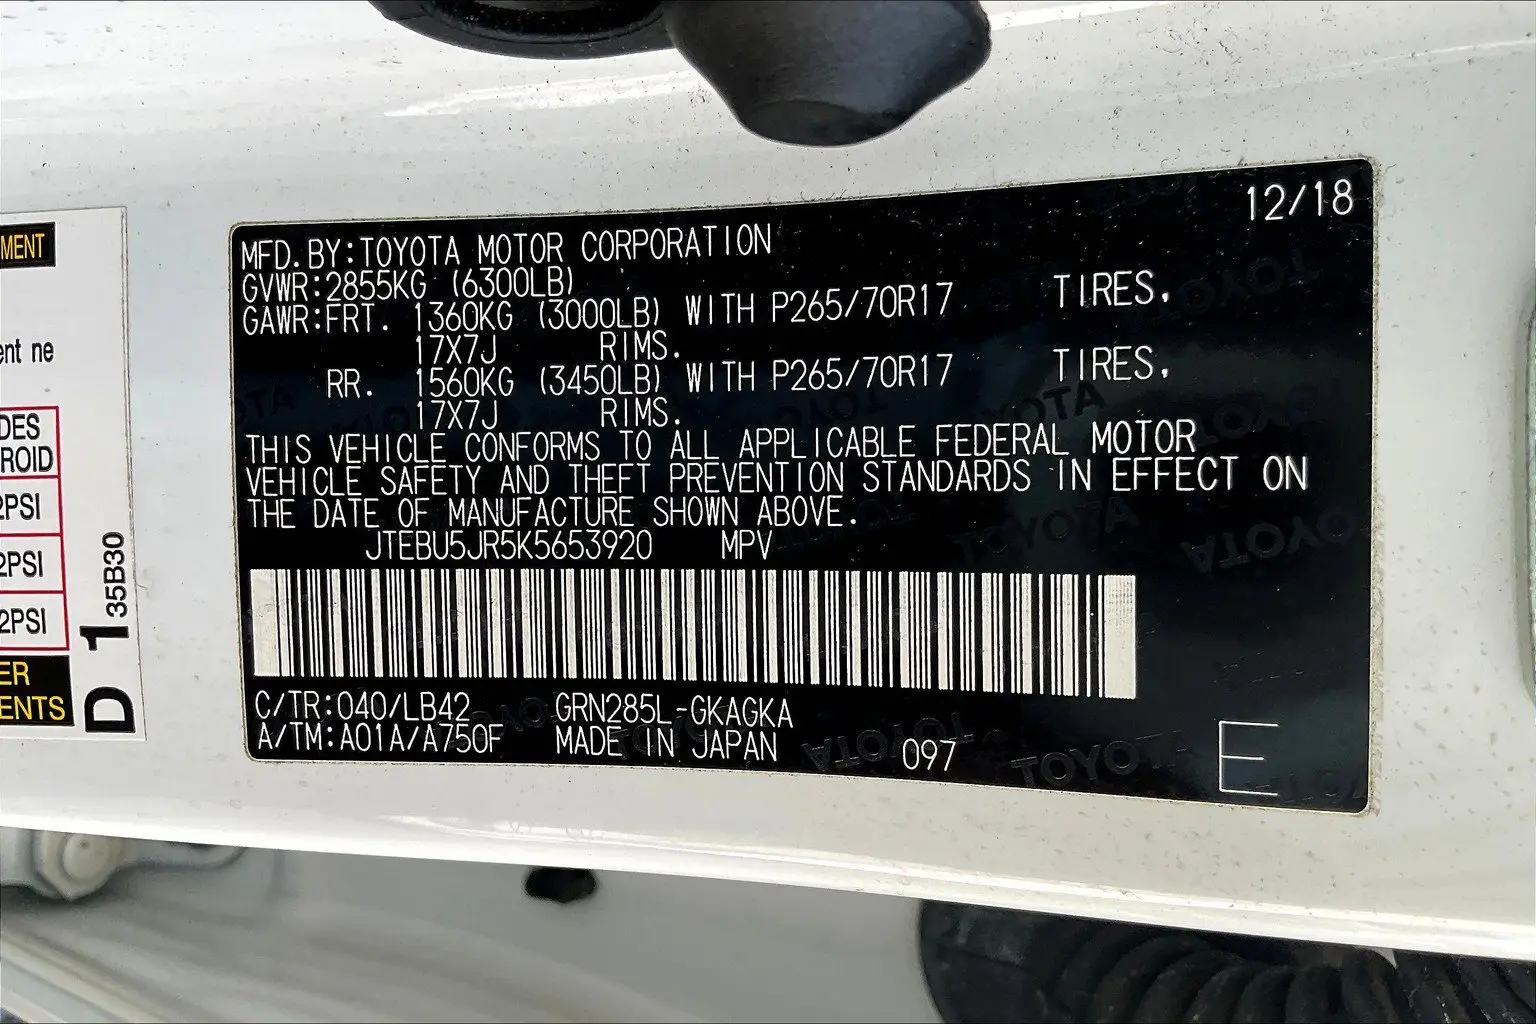 12/18
MFD.BY:TOYOTA MOTOR CORPORATION
GVWR:2855KG (6300LB)
GAWR:FRT. 1360KG (3000LB) WITH P265/70R17 TIRES,
17X7J RIMS.
RR. 1560KG (3450LB) WITH P265/70R17 TIRES,
17X7J RIMS.
THIS VEHICLE CONFORMS TO ALL APPLICABLE FEDERAL MOTOR
VEHICLE SAFETY AND THEFT PREVENTION STANDARDS IN EFFECT ON
THE DATE OF MANUFACTURE SHOWN ABOVE.
JTEBU5JR5K5653920 MPV
C/TR:040/LB42 GRN285L-GKAGKA
A/TM:A01A/A750F MADE IN JAPAN 097 E
MENT
ent ne
DES
ROID
2PSI
2PSI
2PSI
ER
ENTS
D 1 35B30